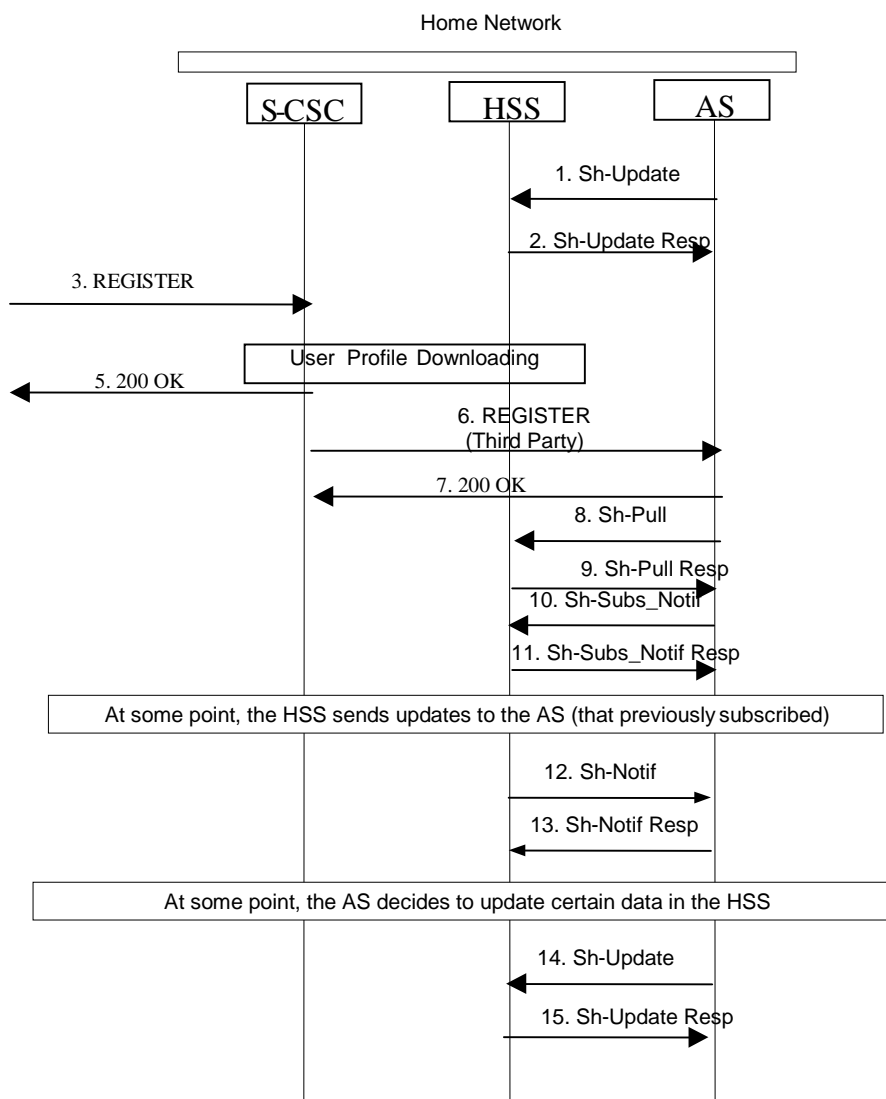 Home Network
S-CSC
HSS
AS
1. Sh-Update
2. Sh-Update Resp
3. REGISTER
User Profile Downloading
5. 200 OK
6. REGISTER
(Third Party)
7. 200 OK
8. Sh-Pull
9. Sh-Pull Resp
10. Sh-Subs_Notif
11. Sh-Subs_Notif Resp
At some point, the HSS sends updates to the AS (that previously subscribed)
12. Sh-Notif
13. Sh-Notif Resp
At some point, the AS decides to update certain data in the HSS
14. Sh-Update
15. Sh-Update Resp